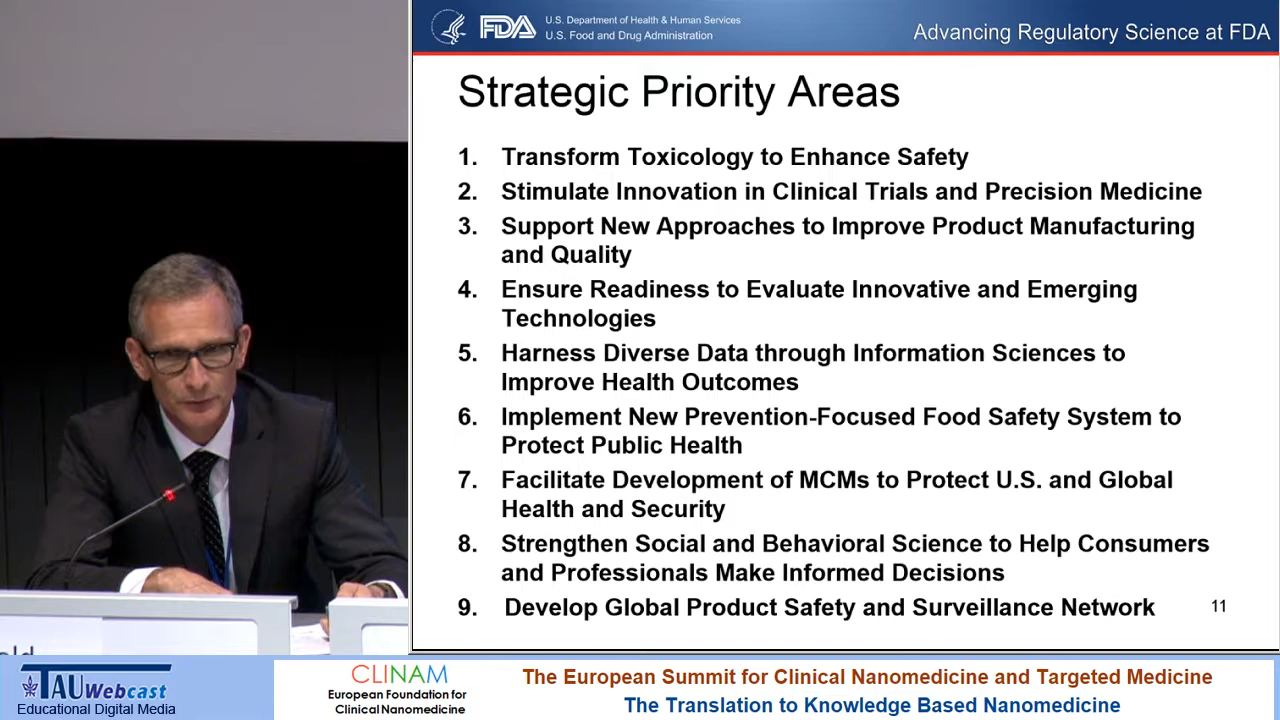 U.S. Department of Health & Human Services
FDA
U.S. Food and Drug Administration
Advancing Regulatory Science at FDA
Strategic Priority Areas
1. Transform Toxicology to Enhance Safety
2. Stimulate Innovation in Clinical Trials and Precision Medicine
3. Support New Approaches to Improve Product Manufacturing
and Quality
4. Ensure Readiness to Evaluate Innovative and Emerging
Technologies
5. Harness Diverse Data through Information Sciences to
Improve Health Outcomes
6. Implement New Prevention-Focused Food Safety System to
Protect Public Health
7. Facilitate Development of MCMs to Protect U.S. and Global
Health and Security
8. Strengthen Social and Behavioral Science to Help Consumers
and Professionals Make Informed Decisions
9. Develop Global Product Safety and Surveillance Network
11
TAU Webcast
Educational Digital Media
CLINAM
European Foundation for
Clinical Nanomedicine
The European Summit for Clinical Nanomedicine and Targeted Medicine
The Translation to Knowledge Based Nanomedicine